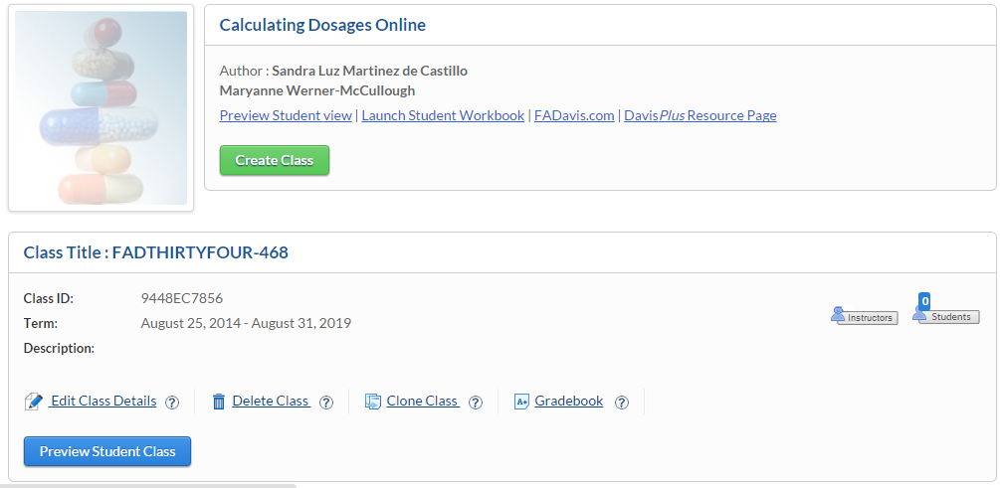 Calculating Dosages Online
Author : Sandra Luz Martinez de Castillo
Maryanne Werner-McCullough
Preview Student view | Launch Student Workbook | FADavis.com | DavisPlus Resource Page
Create Class
Class Title : FADTHIRTYFOUR-468
Class ID: 9448EC7856
Term: August 25, 2014 - August 31, 2019
Description:
Instructors
0
Students
Edit Class Details ? Delete Class ? Clone Class ? A+ Gradebook ?
Preview Student Class